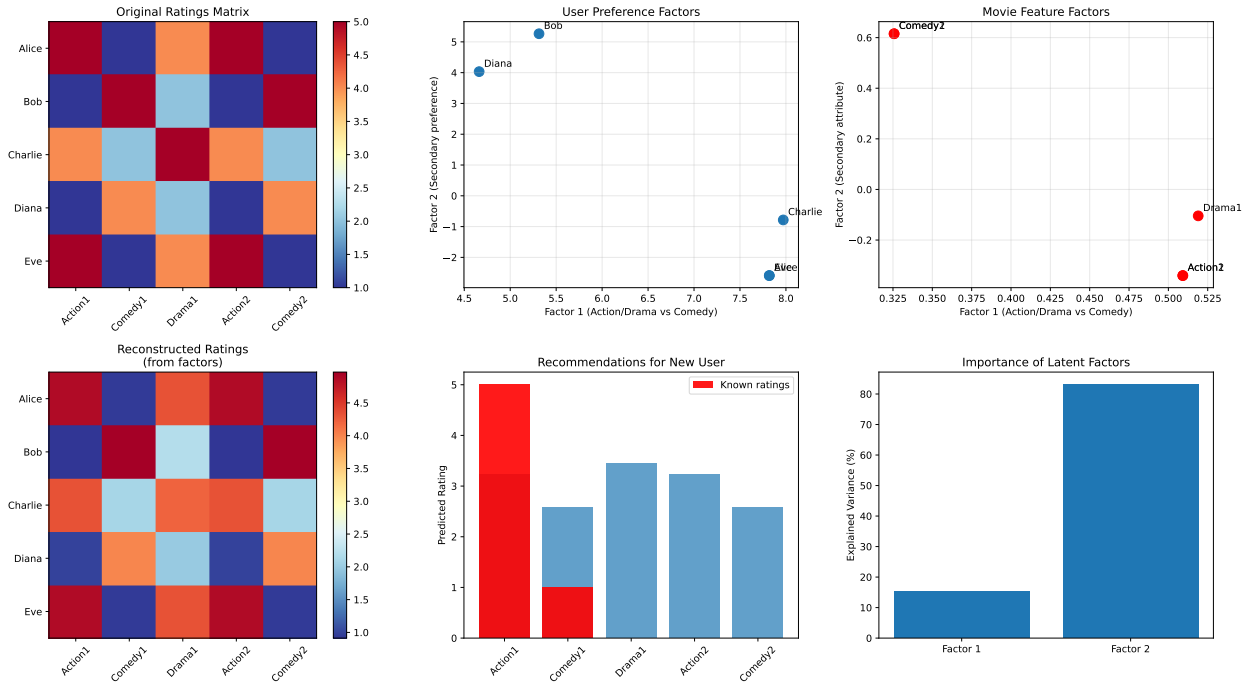 Original Ratings Matrix
Alice
Bob
Charlie
Diana
Eve
Action1
Comedy1
Drama1
Action2
Comedy2
5.0
4.5
4.0
3.5
3.0
2.5
2.0
1.5
1.0
User Preference Factors
Factor 2 (Secondary preference)
5
4
3
2
1
0
−1
−2
Bob
Diana
Charlie
Alice
Eve
4.5
5.0
5.5
6.0
6.5
7.0
7.5
8.0
Factor 1 (Action/Drama vs Comedy)
Movie Feature Factors
Factor 2 (Secondary attribute)
0.6
0.4
0.2
0.0
−0.2
Comedy1
Comedy2
Drama1
Action1
Action2
0.325
0.350
0.375
0.400
0.425
0.450
0.475
0.500
0.525
Factor 1 (Action/Drama vs Comedy)
Reconstructed Ratings
(from factors)
Alice
Bob
Charlie
Diana
Eve
Action1
Comedy1
Drama1
Action2
Comedy2
4.5
4.0
3.5
3.0
2.5
2.0
1.5
1.0
Recommendations for New User
Predicted Rating
5
4
3
2
1
0
Known ratings
Action1
Comedy1
Drama1
Action2
Comedy2
Importance of Latent Factors
Explained Variance (%)
80
70
60
50
40
30
20
10
0
Factor 1
Factor 2